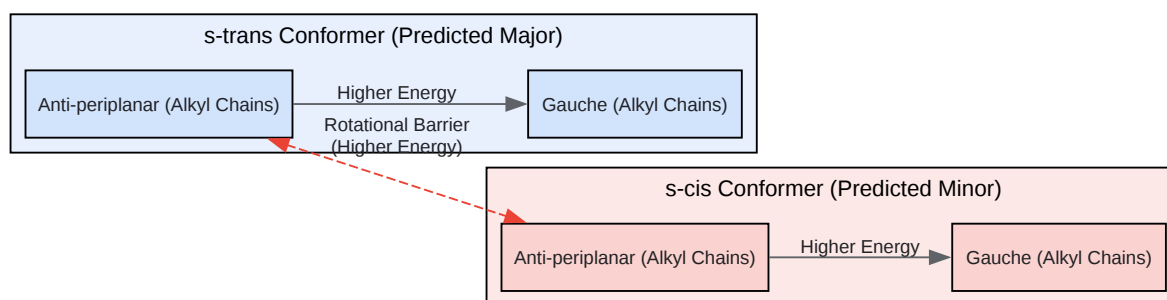 s-trans Conformer (Predicted Major)
Anti-periplanar (Alkyl Chains)
Higher Energy
Gauche (Alkyl Chains)
Rotational Barrier
(Higher Energy)
s-cis Conformer (Predicted Minor)
Anti-periplanar (Alkyl Chains)
Higher Energy
Gauche (Alkyl Chains)